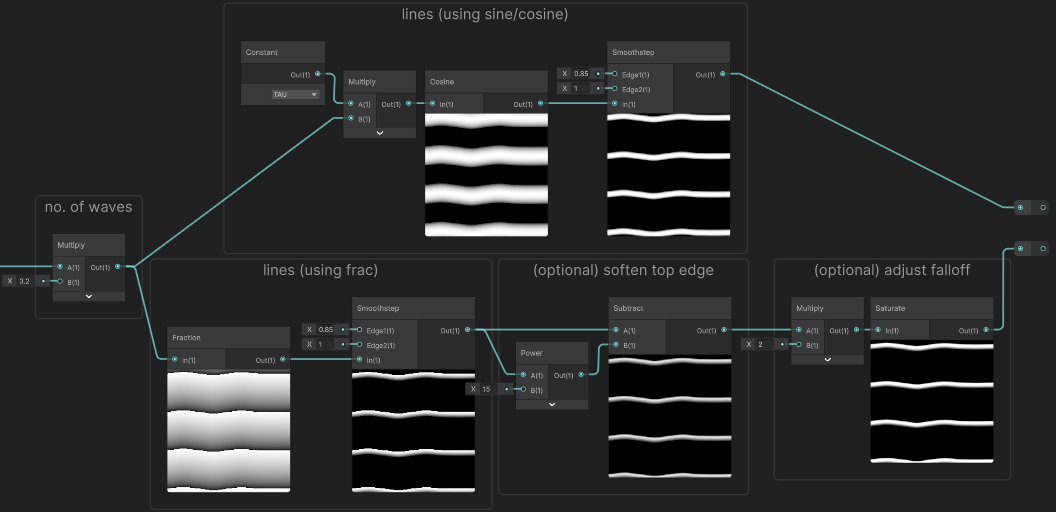 lines (using sine/cosine)
Constant
Out(1)
TAU
Multiply
A(1) Out(1)
B(1)
Cosine
In(1) Out(1)
Smoothstep
X 0.85 Edge1(1) Out(1)
X 1 Edge2(1)
In(1)
no. of waves
Multiply
A(1) Out(1)
X 3.2 B(1)
lines (using frac)
Fraction
In(1) Out(1)
Smoothstep
X 0.85 Edge1(1) Out(1)
X 1 Edge2(1)
In(1)
(optional) soften top edge
Power
A(1) Out(1)
X 15 B(1)
Subtract
A(1) Out(1)
B(1)
(optional) adjust falloff
Multiply
A(1) Out(1)
X 2 B(1)
Saturate
In(1) Out(1)